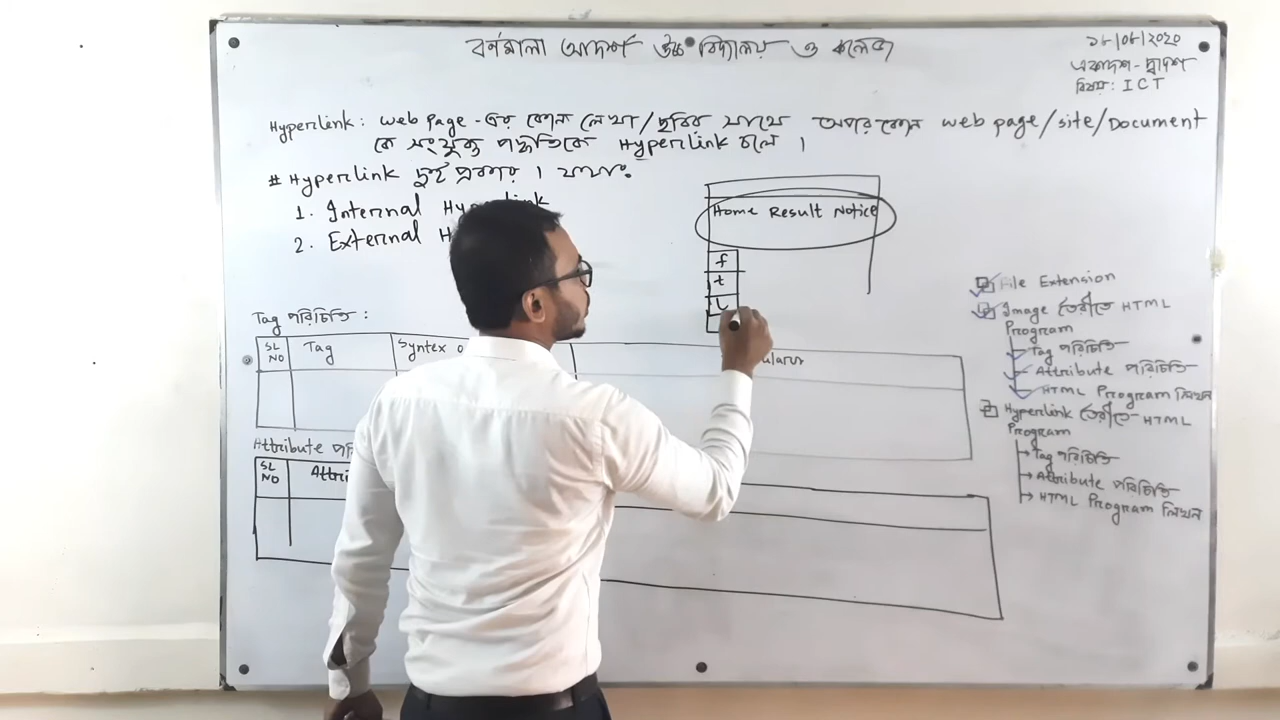 বর্ণমালা আদর্শ উচ্চ বিদ্যালয় ও কলেজ
১৮/০৮/২০২০
একাদশ - দ্বাদশ
বিষয়: ICT
Hyperlink: web page-এর কোন লেখা/ছবির সাথে অপর কোন web page/site/Document
কে সংযুক্ত পদ্ধতিকে Hyperlink বলে ।
# Hyperlink দুই প্রকার । যথা:
1. Internal
2. External H
Home Result Notice
f
t
L
Tag পরিচিতি :
SL NO Tag Syntex
Attribute
SL NO
File Extension
Image তৈরীতে HTML
Program
Tag পরিচিতি
Attribute পরিচিতি
HTML Program লিখন
Hyperlink তৈরীতে HTML
Program
Tag পরিচিতি
Attribute পরিচিতি
HTML Program লিখন